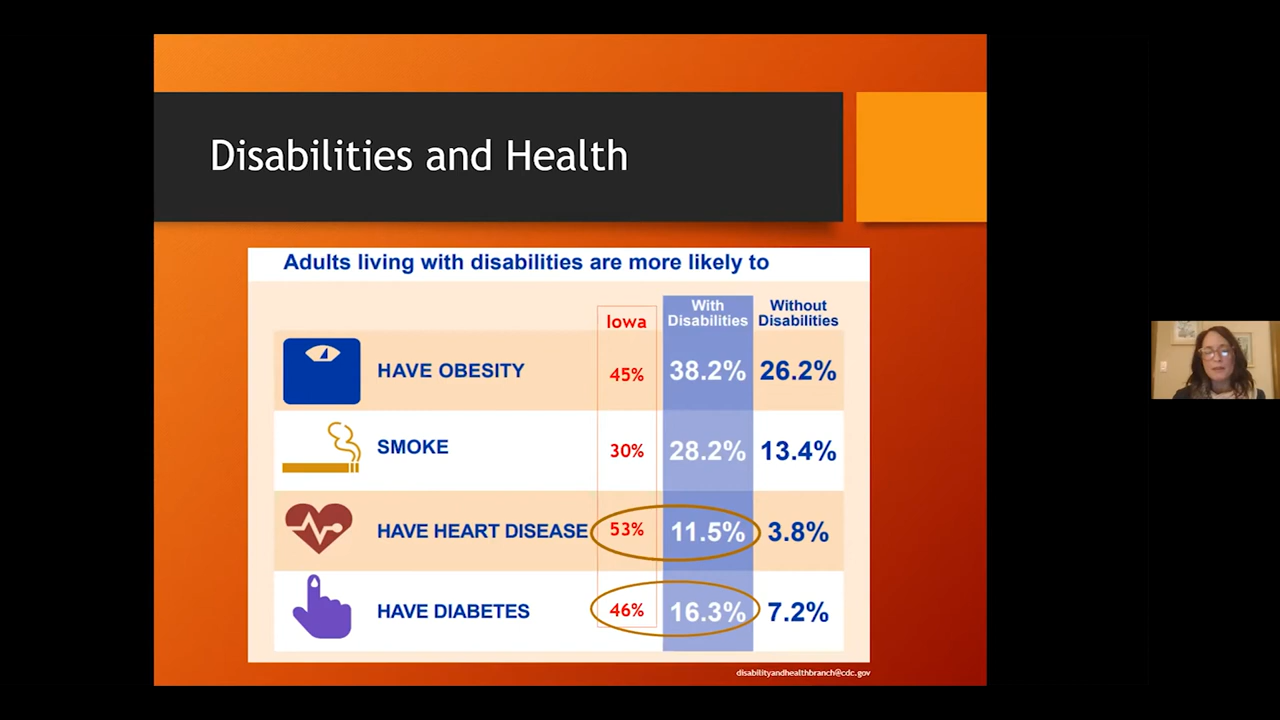 Disabilities and Health
Adults living with disabilities are more likely to
Iowa
With
Disabilities
Without
Disabilities
HAVE OBESITY 45% 38.2% 26.2%
SMOKE 30% 28.2% 13.4%
HAVE HEART DISEASE 53% 11.5% 3.8%
HAVE DIABETES 46% 16.3% 7.2%
disabilityandhealthbranch@cdc.gov